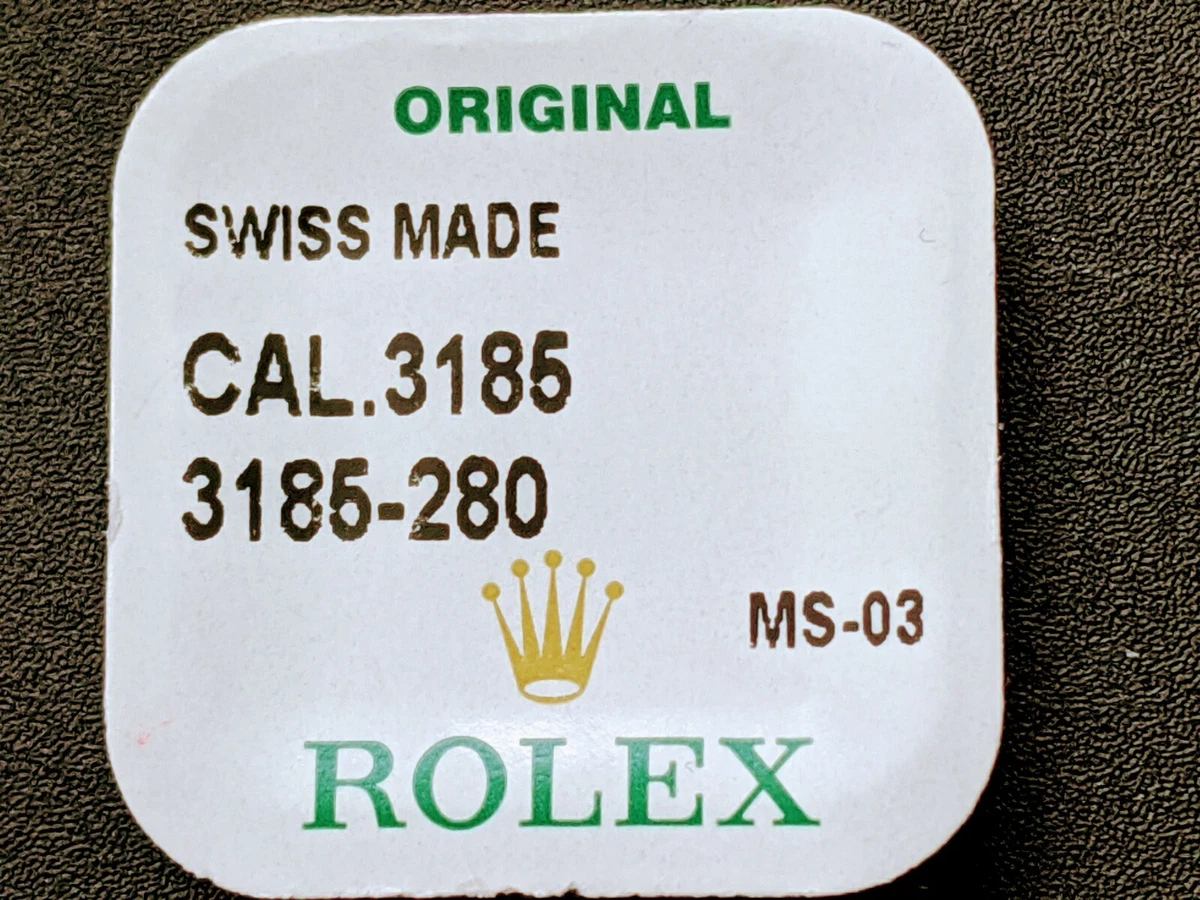 ORIGINAL
SWISS MADE
CAL.3185
3185-280
MS-03
ROLEX